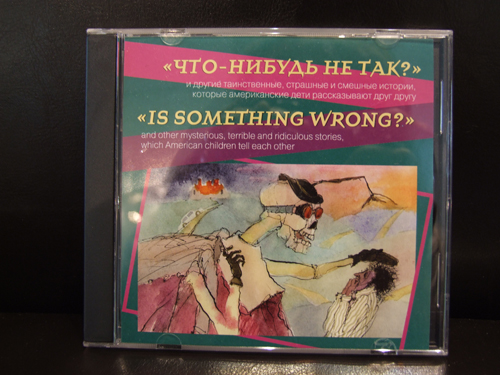 «ЧТО-НИБУДЬ НЕ ТАК?»
и другие таинственные, страшные и смешные истории,
которые американские дети рассказывают друг другу
«IS SOMETHING WRONG?»
and other mysterious, terrible and ridiculous stories,
which American children tell each other